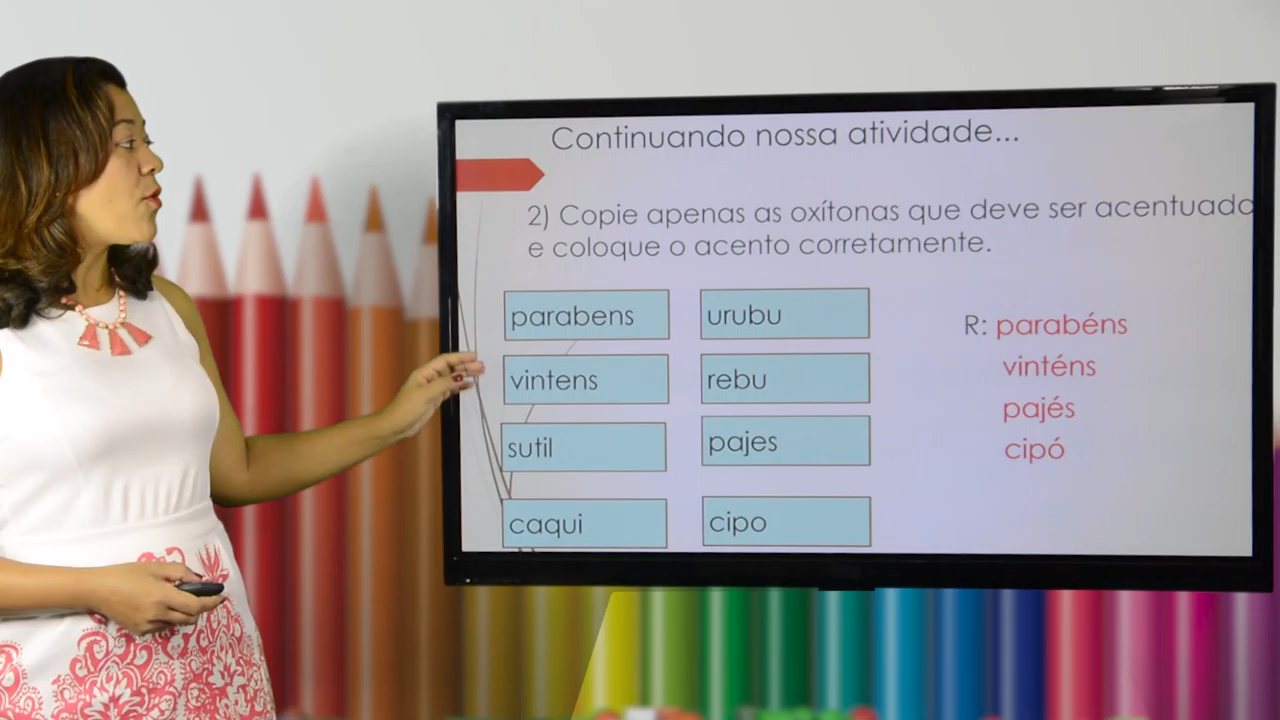 Continuando nossa atividade...
2) Copie apenas as oxítonas que deve ser acentuado
e coloque o acento corretamente.
parabens
urubu
vintens
rebu
sutil
pajes
caqui
cipo
R: parabéns
vinténs
pajés
cipó